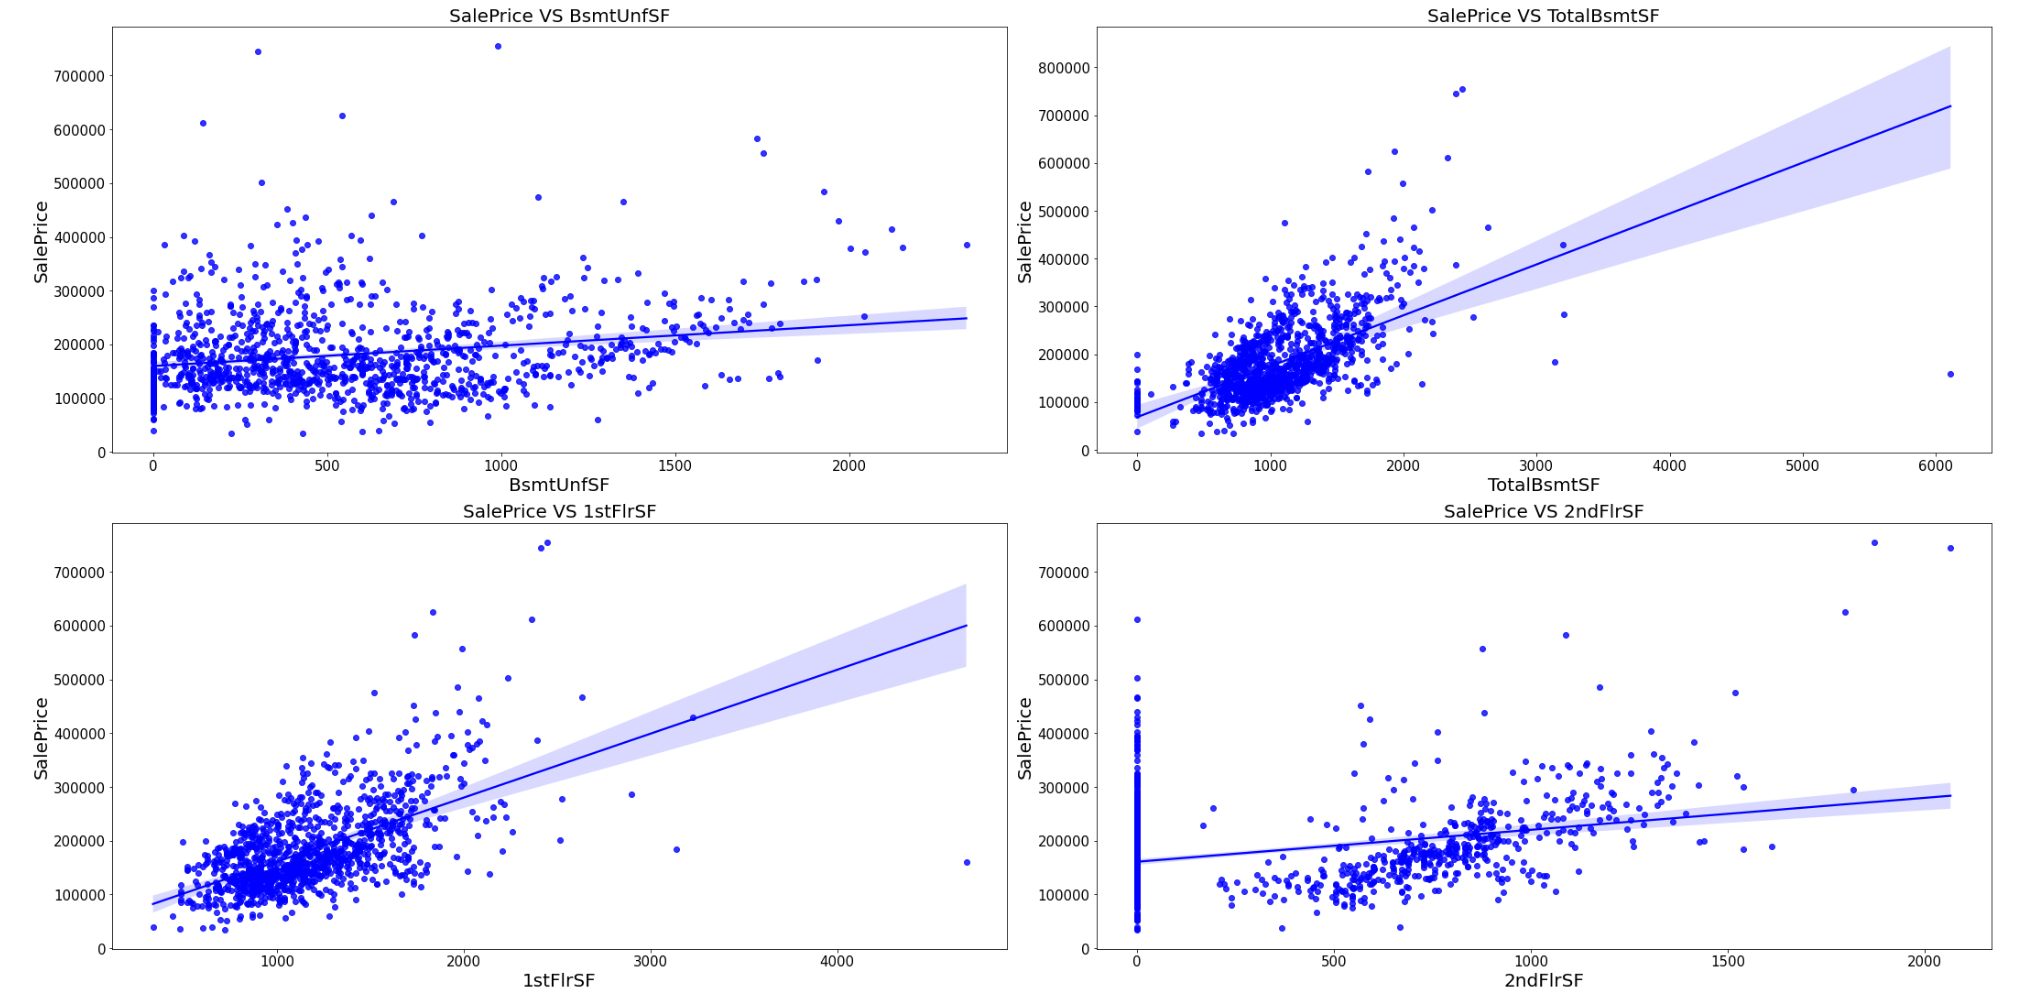 SalePrice VS BsmtUnfSF
700000
600000
500000
400000
300000
200000
100000
0
SalePrice
0 500 1000 1500 2000
BsmtUnfSF
SalePrice VS TotalBsmtSF
800000
700000
600000
500000
400000
300000
200000
100000
0
SalePrice
0 1000 2000 3000 4000 5000 6000
TotalBsmtSF
SalePrice VS 1stFlrSF
700000
600000
500000
400000
300000
200000
100000
0
SalePrice
1000 2000 3000 4000
1stFlrSF
SalePrice VS 2ndFlrSF
700000
600000
500000
400000
300000
200000
100000
0
SalePrice
0 500 1000 1500 2000
2ndFlrSF